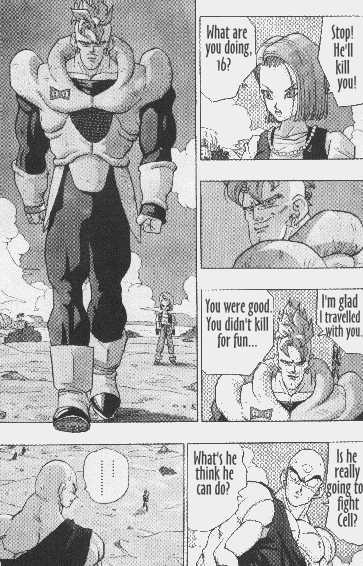 Stop!
He'll
kill
you!
What are
you doing,
16?
I'm glad
I travelled
with you.
You were good.
You didn't kill
for fun...
Is he
really
going to
fight
Cell?
What's he
think he
can do?
......